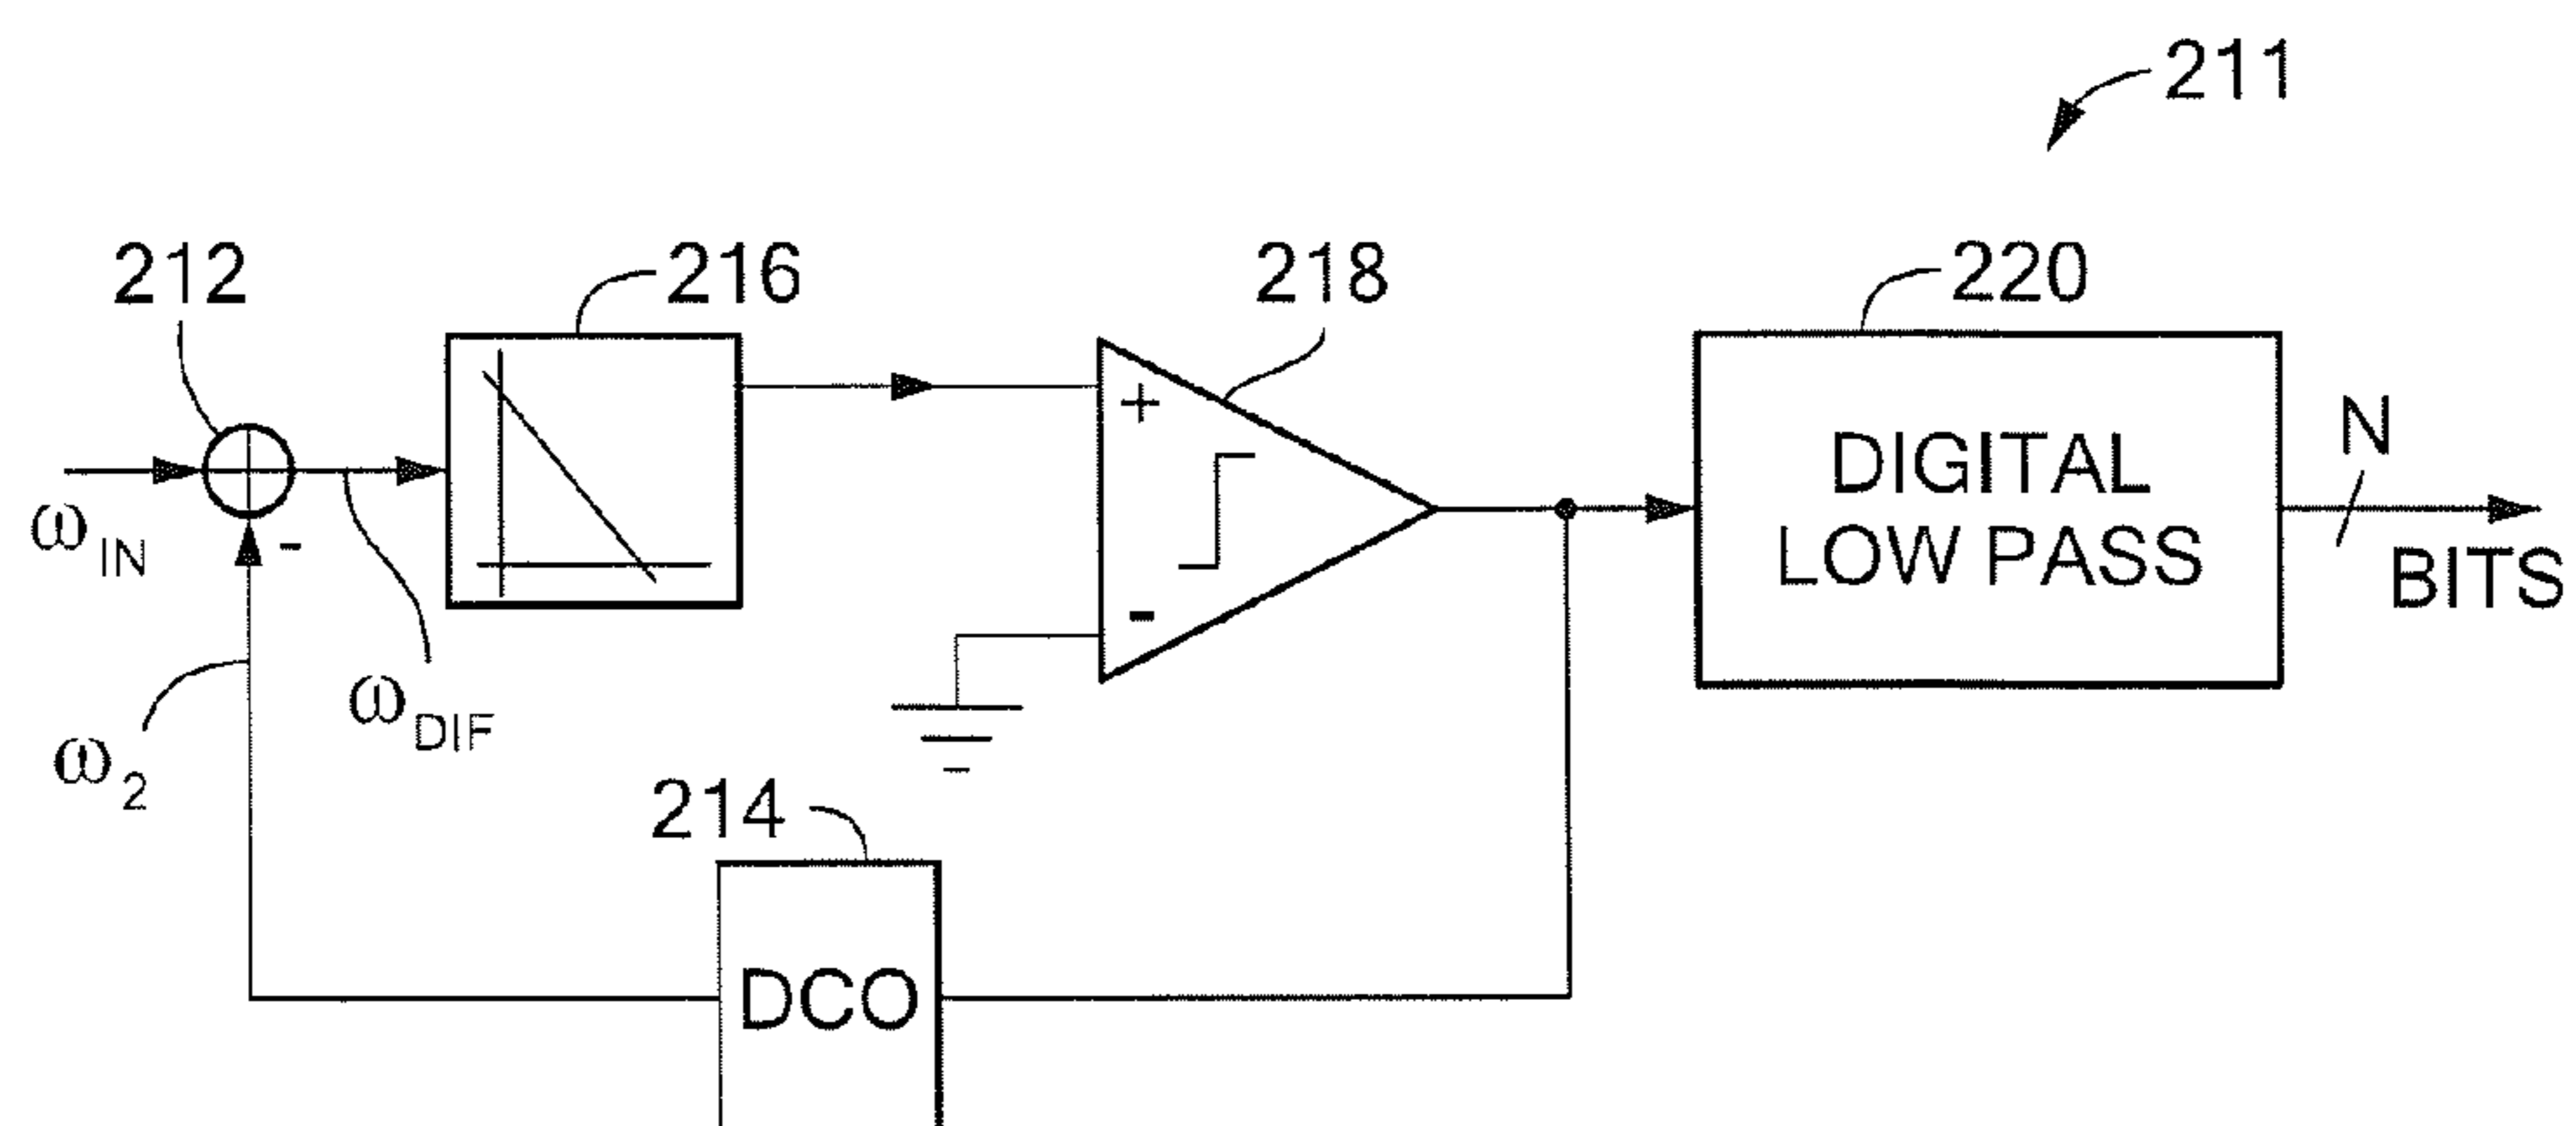 211
212
216
218
220
+
-
ω IN
-
ω DIF
ω 2
DIGITAL
LOW PASS
N
BITS
214
DCO